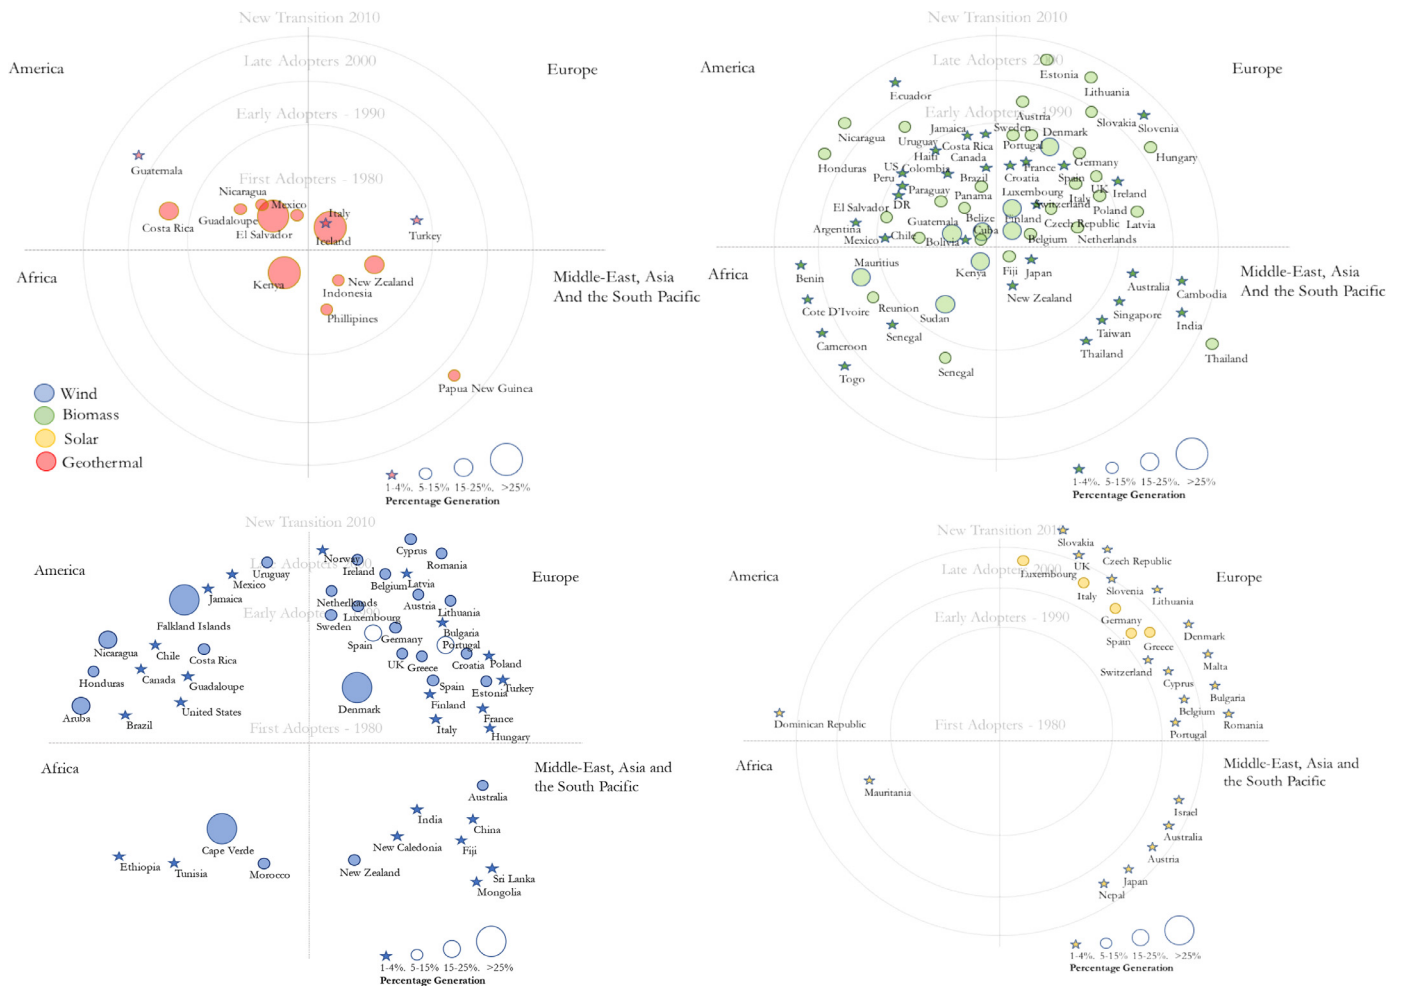 New Transition 2010
Late Adopters 2000
America
Europe
Early Adopters - 1990
Guatemala
First Adopters - 1980
Nicaragua
Mexico
Italy
Costa Rica
Guadaloupe
El Salvador
Iceland
Turkey
Africa
Kenya
New Zealand
Indonesia
Phillipines
Middle-East, Asia
And the South Pacific
Papua New Guinea
Wind
Biomass
Solar
Geothermal
1-4%. 5-15% 15-25%. >25%
Percentage Generation
New Transition 2010
America
Late Adopters 2000
Europe
Estonia
Ecuador
Lithuania
Early Adopters - 1990
Austria
Slovakia
Slovenia
Nicaragua
Uruguay
Jamaica
Costa Rica
Sweden
Portugal
Denmark
Hungary
Honduras
Haiti
Canada
US
Colombia
Brazil
France
Croatia
Spain
Germany
Peru
Paraguay
Panama
Luxembourg
UK
Ireland
DR
El Salvador
Switzerland
Italy
Poland
Argentina
Guatemala
Belize
Finland
Czech Republic
Latvia
Mexico
Chile
Bolivia
Cuba
Belgium
Netherlands
Africa
Mauritius
Kenya
Fiji
Japan
Middle-East, Asia
And the South Pacific
Benin
New Zealand
Australia
Cambodia
Cote D'Ivoire
Reunion
Sudan
Singapore
India
Cameroon
Senegal
Taiwan
Thailand
Thailand
Togo
Senegal
1-4%. 5-15% 15-25%. >25%
Percentage Generation
New Transition 2010
America
Late Adopters 2000
Europe
Norway
Cyprus
Ireland
Romania
Uruguay
Mexico
Belgium
Latvia
Jamaica
Netherlands
Austria
Lithuania
Falkland Islands
Early Adopters - 1990
Luxembourg
Sweden
Bulgaria
Spain
Germany
Portugal
Nicaragua
Chile
Costa Rica
UK
Greece
Croatia
Poland
Honduras
Canada
Guadaloupe
Spain
Estonia
Turkey
Aruba
Brazil
United States
Denmark
Finland
France
First Adopters - 1980
Italy
Hungary
Africa
Middle-East, Asia and
the South Pacific
Australia
India
China
Cape Verde
New Caledonia
Fiji
Ethiopia
Tunisia
Morocco
New Zealand
Sri Lanka
Mongolia
1-4%. 5-15% 15-25%. >25%
Percentage Generation
New Transition 2010
Slovakia
America
Late Adopters 2000
UK
Czech Republic
Europe
Luxembourg
Italy
Slovenia
Lithuania
Early Adopters - 1990
Germany
Spain
Greece
Denmark
Switzerland
Malta
Cyprus
Bulgaria
Dominican Republic
First Adopters - 1980
Belgium
Romania
Portugal
Africa
Middle-East, Asia and
the South Pacific
Mauritania
Israel
Australia
Austria
Japan
Nepal
1-4%. 5-15% 15-25%. >25%
Percentage Generation